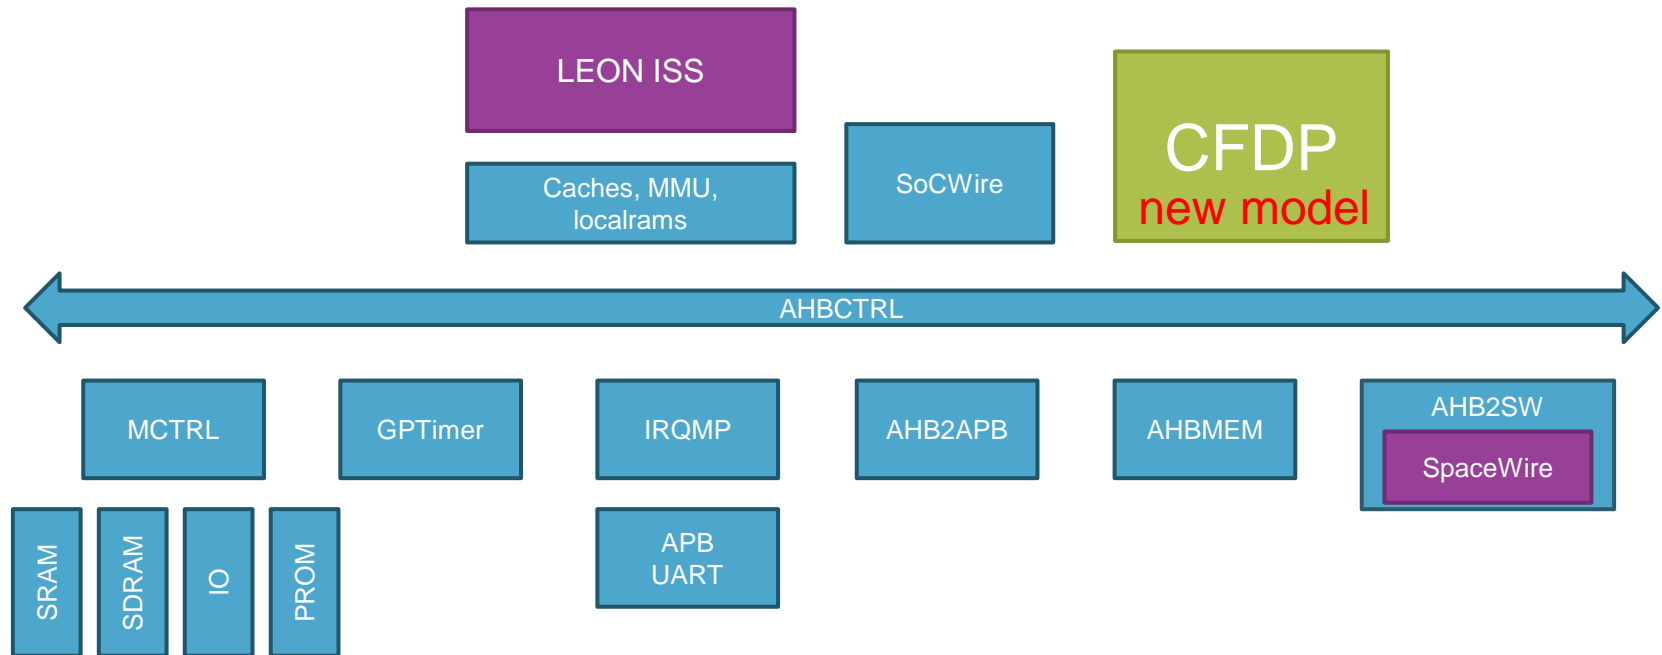 LEON ISS
Caches, MMU,
localrams
SoCWire
CFDP
new model
AHBCTRL
MCTRL
GPTimer
IRQMP
AHB2APB
AHBMEM
AHB2SW
SpaceWire
SRAM
SDRAM
IO
PROM
APB
UART